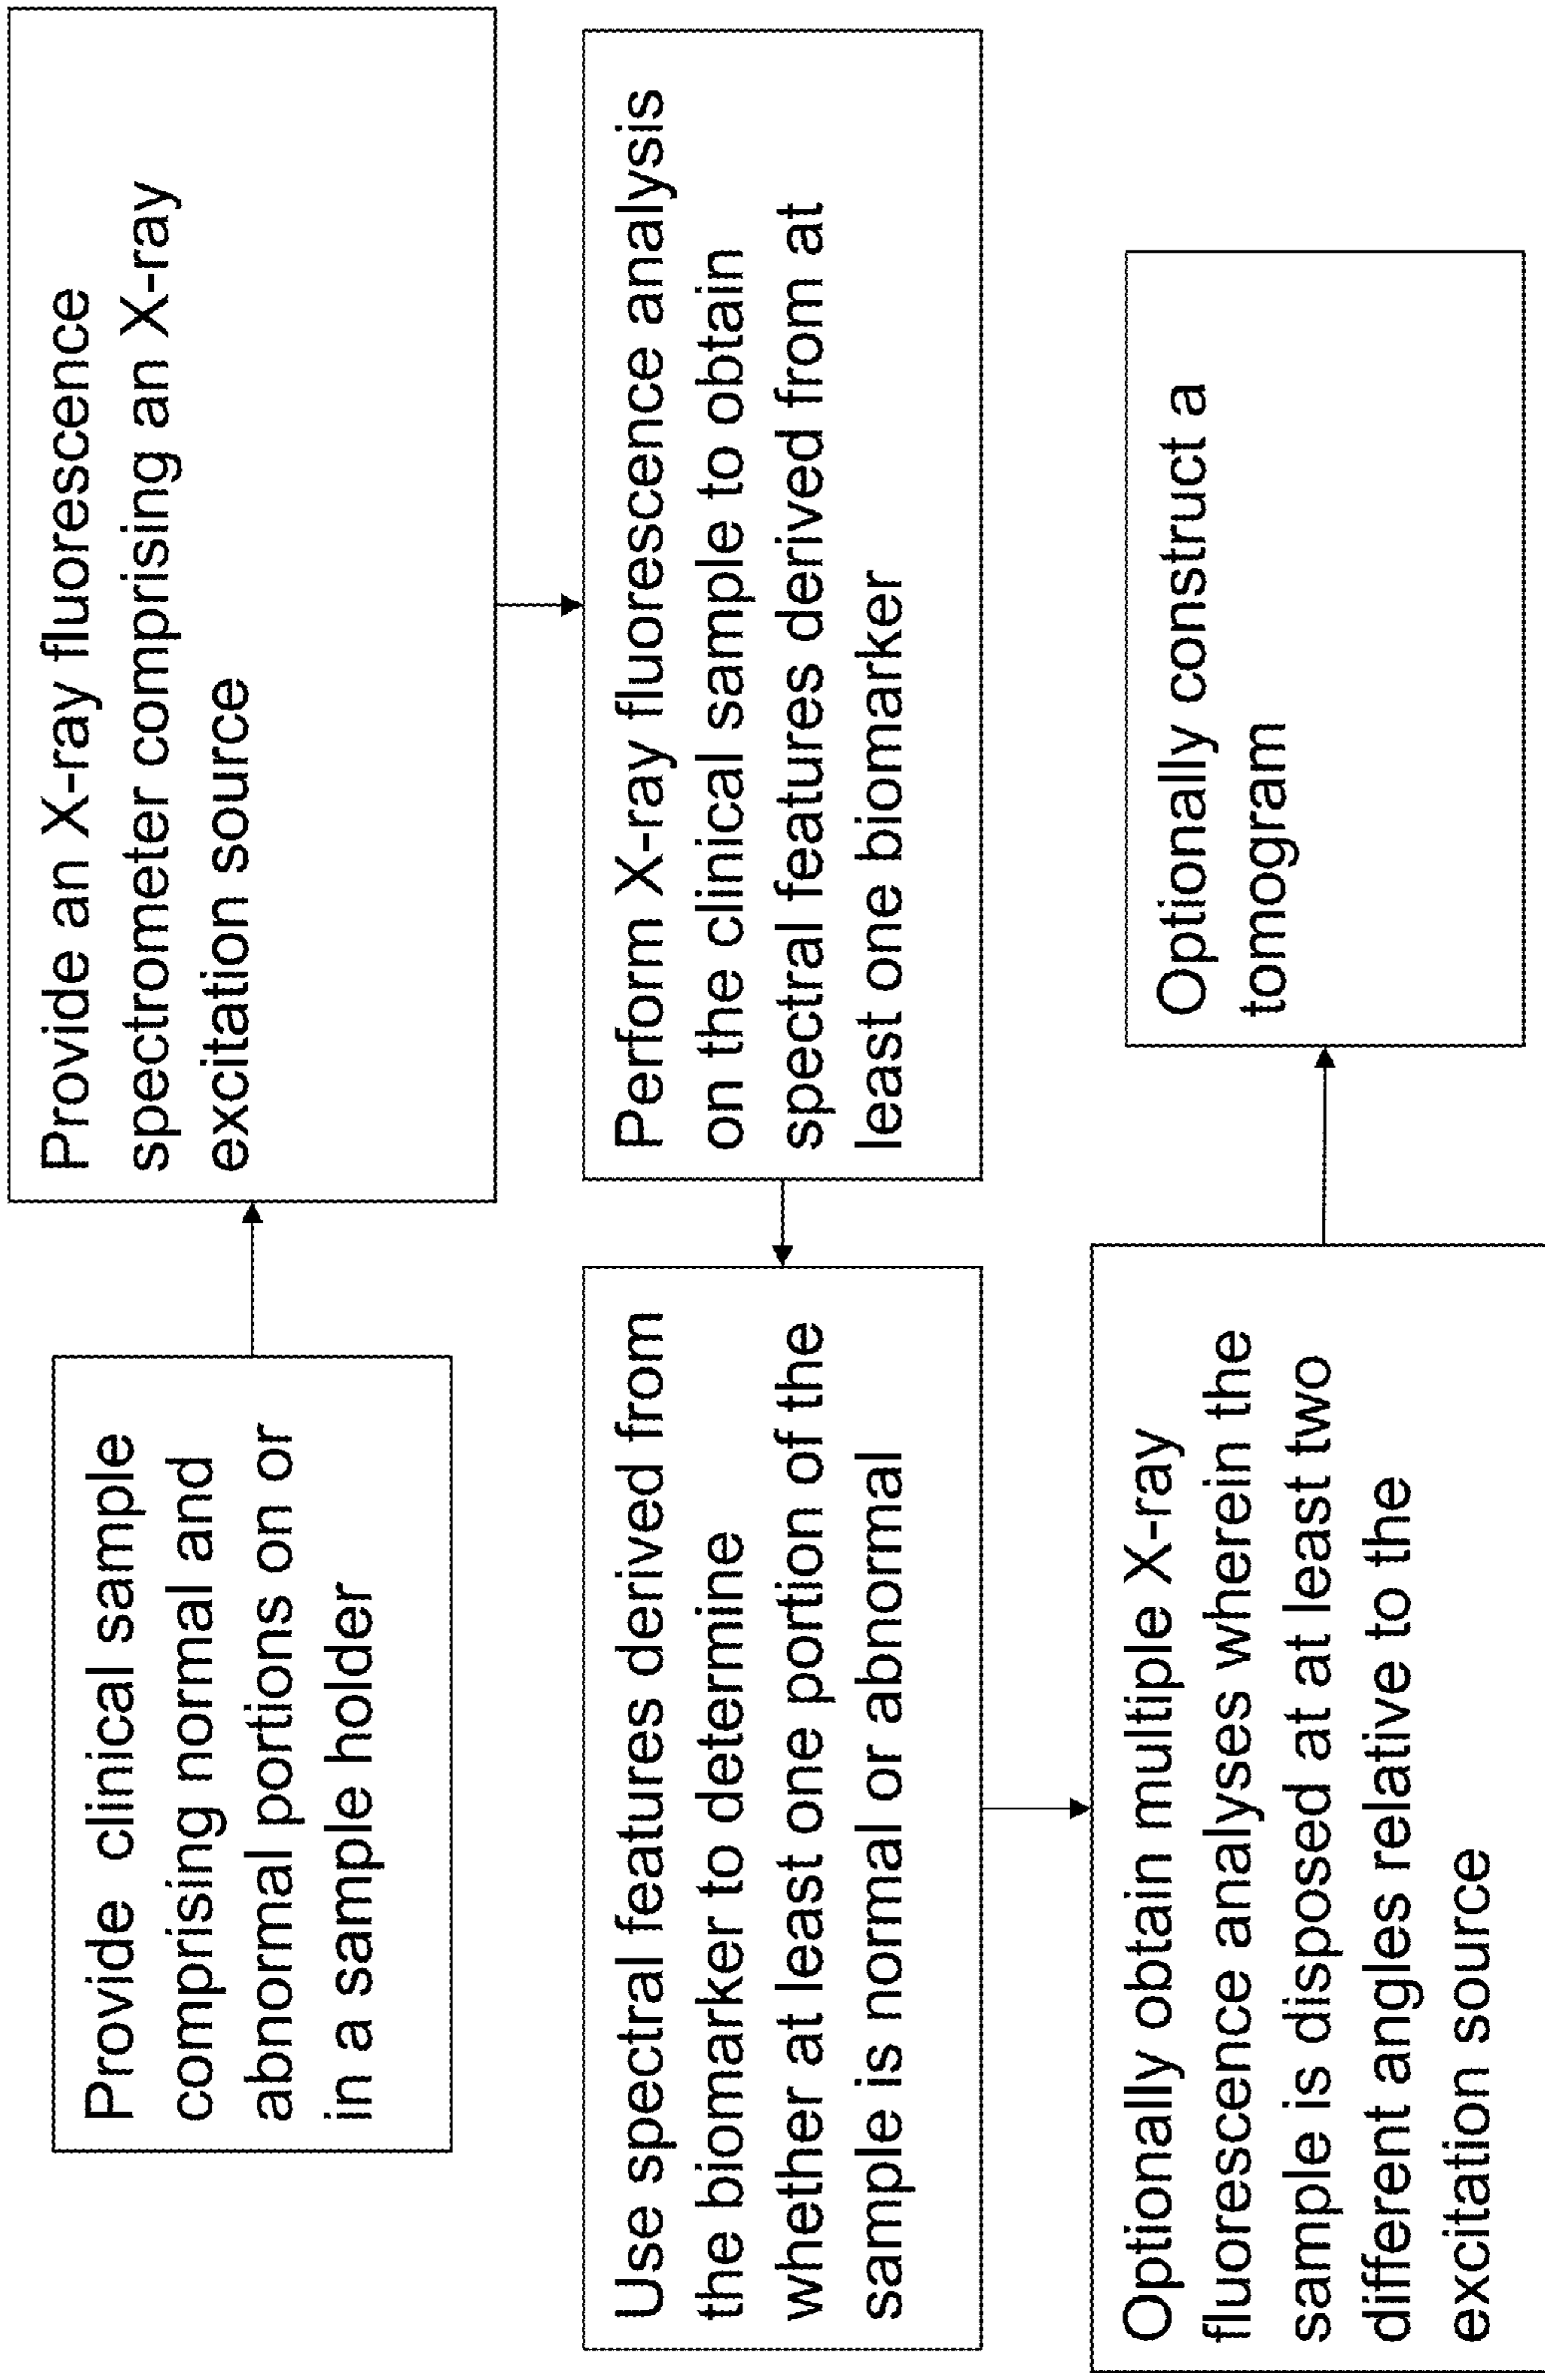 Provide clinical sample
comprising normal and
abnormal portions on or
in a sample holder
Provide an X-ray fluorescence
spectrometer comprising an X-ray
excitation source
Perform X-ray fluorescence analysis
on the clinical sample to obtain
spectral features derived from at
least one biomarker
Use spectral features derived from
the biomarker to determine
whether at least one portion of the
sample is normal or abnormal
Optionally obtain multiple X-ray
fluorescence analyses wherein the
sample is disposed at at least two
different angles relative to the
excitation source
Optionally construct a
tomogram